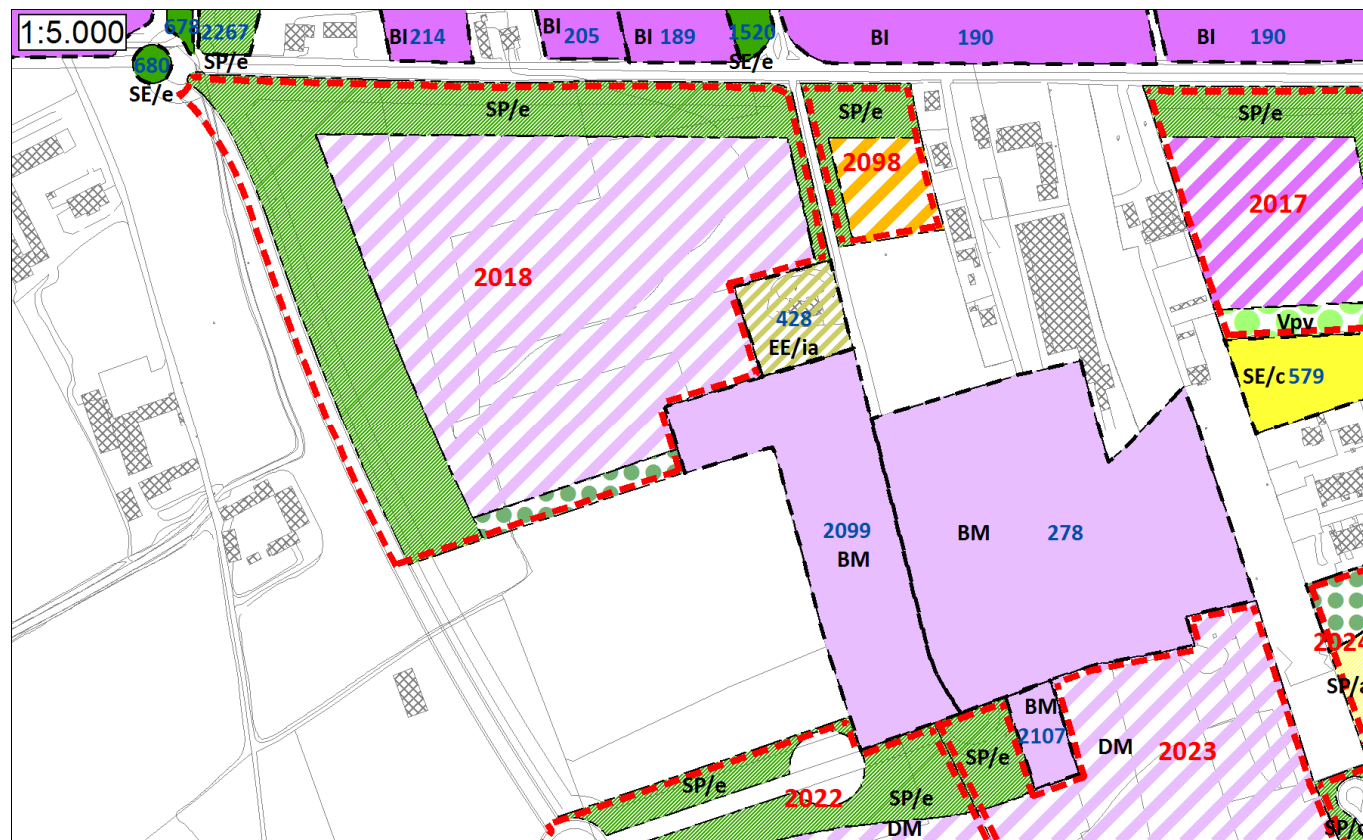 1:5.000
678 2267
SP/e
680
SE/e
BI 214
BI 205
BI 189
1520
SE/e
BI 190
BI 190
SP/e
SP/e
SP/e
2098
2017
2018
428
EE/ia
Vpv
SE/c 579
2099
BM
BM 278
2024
SP/a
BM
2107
DM 2023
SP/e
SP/e
2022
SP/e
DM